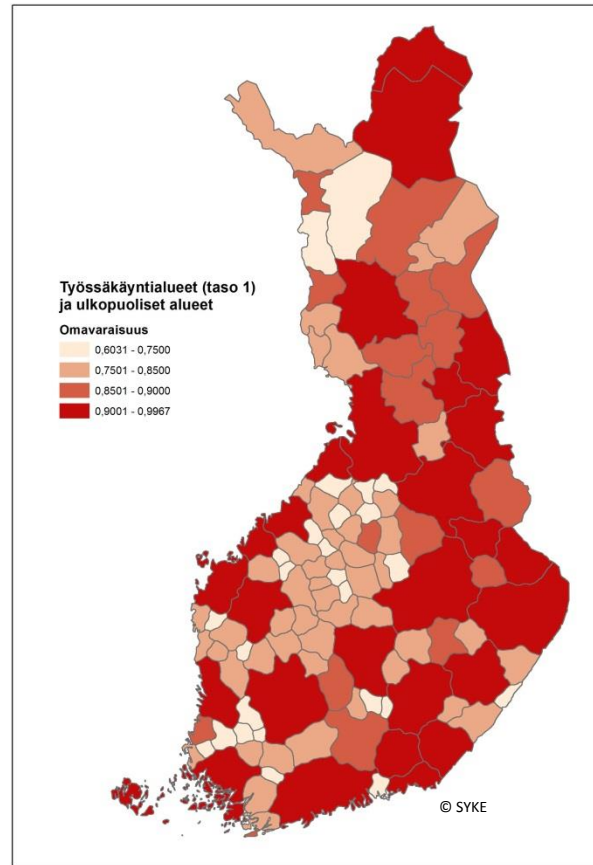 Työssäkäyntialueet (taso 1)
ja ulkopuoliset alueet
Omavaraisuus
0,6031 - 0,7500
0,7501 - 0,8500
0,8501 - 0,9000
0,9001 - 0,9967
© SYKE